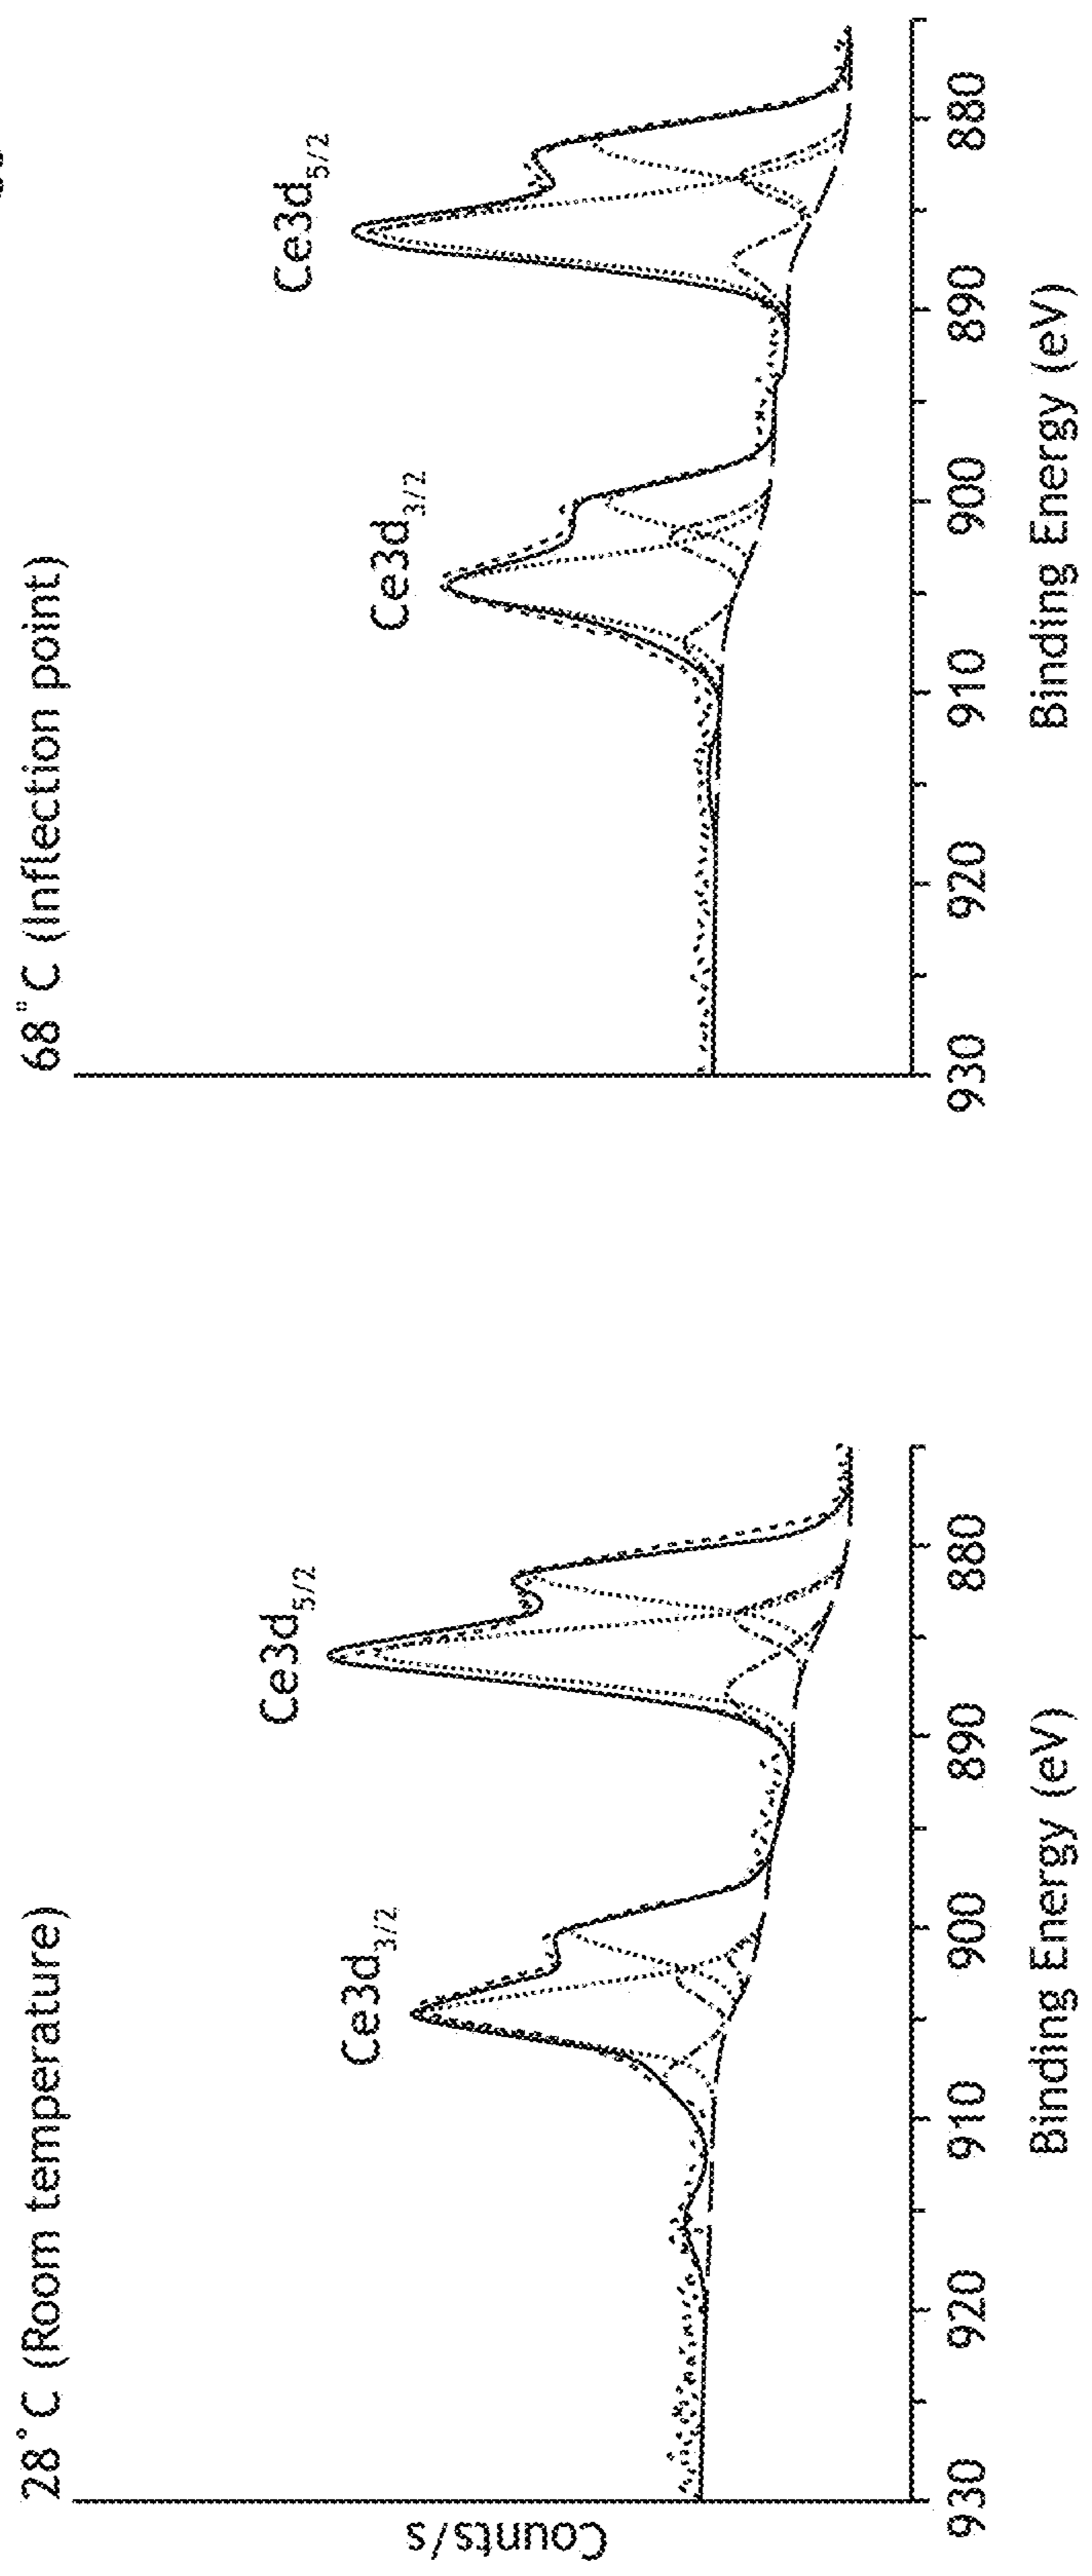 28°C (Room temperature)
Counts/s
Ce3d3/2
Ce3d5/2
930 920 910 900 890 880
Binding Energy (eV)
68°C (Inflection point)
Ce3d3/2
Ce3d5/2
930 920 910 900 890 880
Binding Energy (eV)